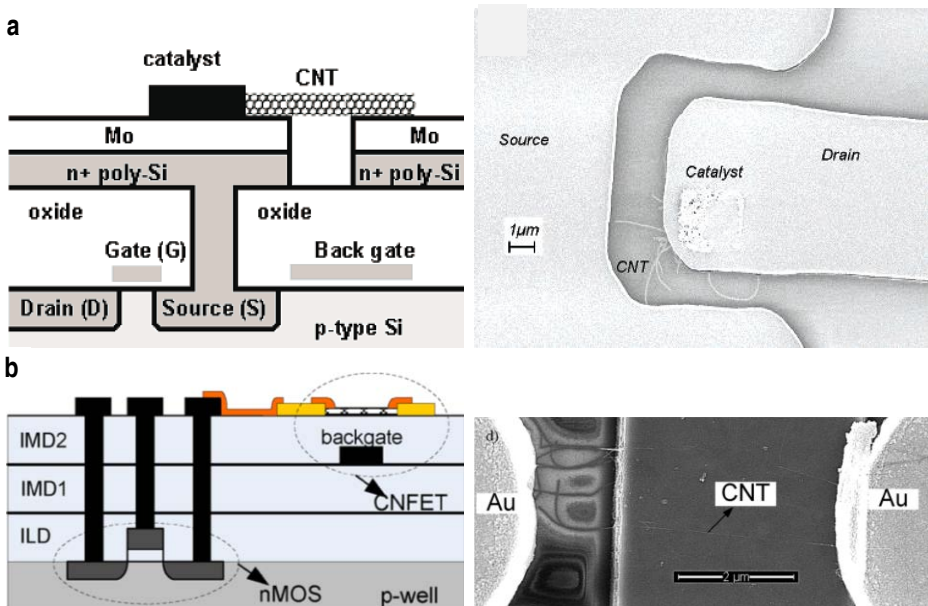 a
catalyst
CNT
Mo
Mo
n+ poly-Si
n+ poly-Si
oxide
oxide
Gate (G)
Back gate
Drain (D)
Source (S)
p-type Si
Source
Drain
Catalyst
1µm
CNT
b
IMD2
backgate
IMD1
CNFET
ILD
nMOS
p-well
d)
Au
CNT
Au
2 µm